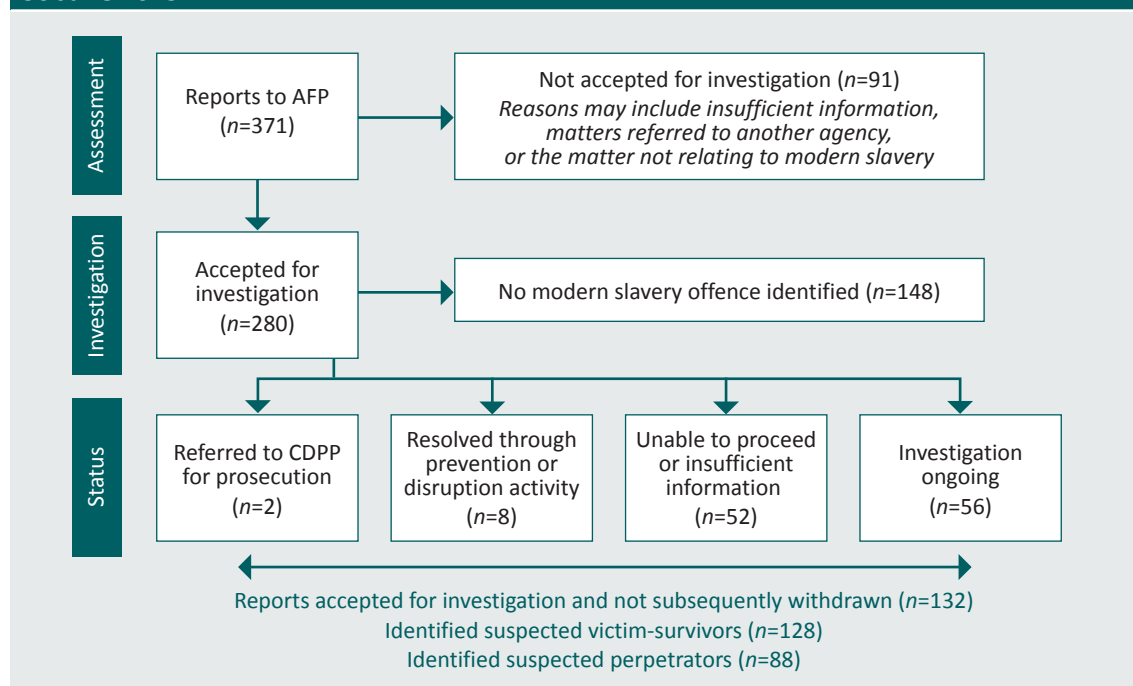 Assessment
Reports to AFP
(n=371)
Not accepted for investigation (n=91)
Reasons may include insufficient information,
matters referred to another agency,
or the matter not relating to modern slavery
Investigation
Accepted for
investigation
(n=280)
No modern slavery offence identified (n=148)
Status
Referred to CDPP
for prosecution
(n=2)
Resolved through
prevention or
disruption activity
(n=8)
Unable to proceed
or insufficient
information
(n=52)
Investigation
ongoing
(n=56)
Reports accepted for investigation and not subsequently withdrawn (n=132)
Identified suspected victim-survivors (n=128)
Identified suspected perpetrators (n=88)